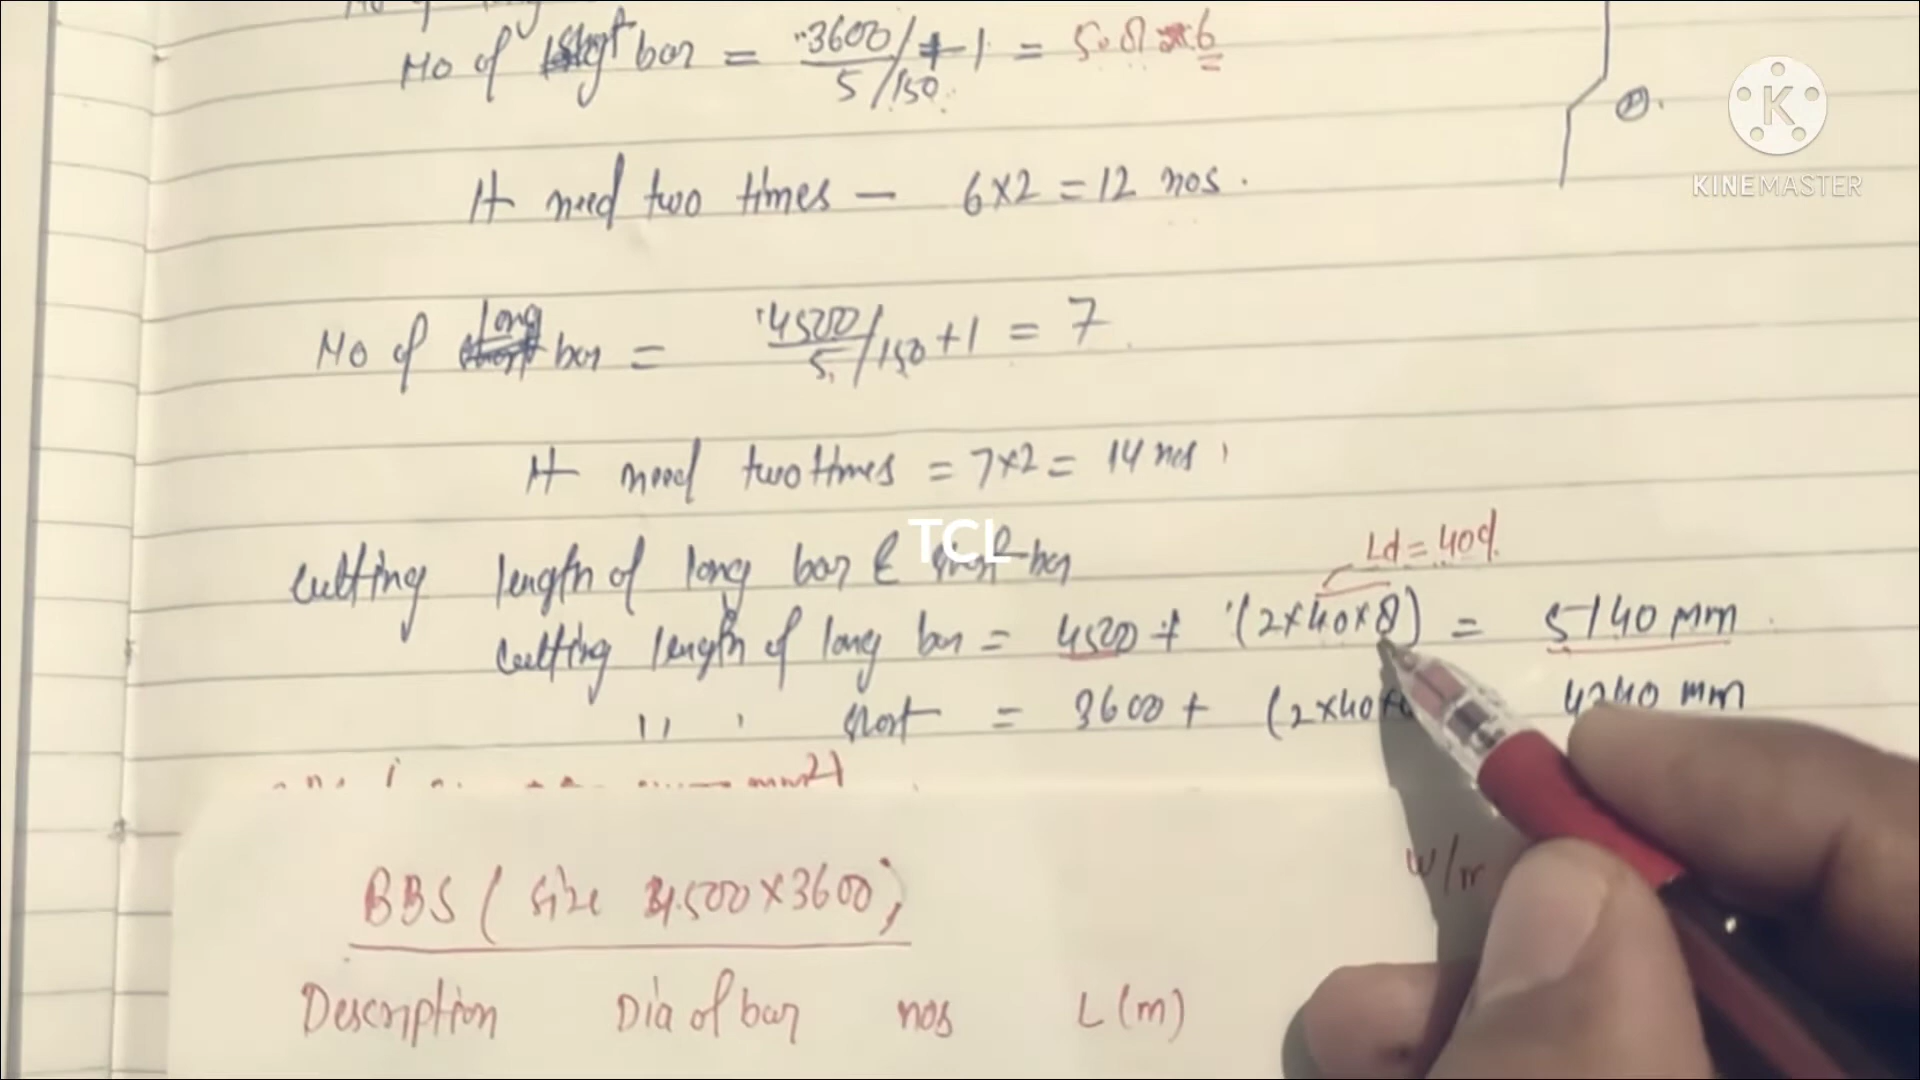 No of bar = 3600/5/150 + 1 = 5.8 ≈ 6
It need two times - 6×2 = 12 nos.
No of long bar = 4500/5/150 + 1 = 7
It need two times = 7×2 = 14 nos.
Ld = 40d.
Cutting length of long bar & short bar
Cutting length of long bar = 4500 + (2×40×8) = 5140 mm
" " short = 3600 + (2×40× 4240 mm
BBS (size 4500×3600)
W/m
Description Dia of bar nos L(m)
K
KINEMASTER
TCL